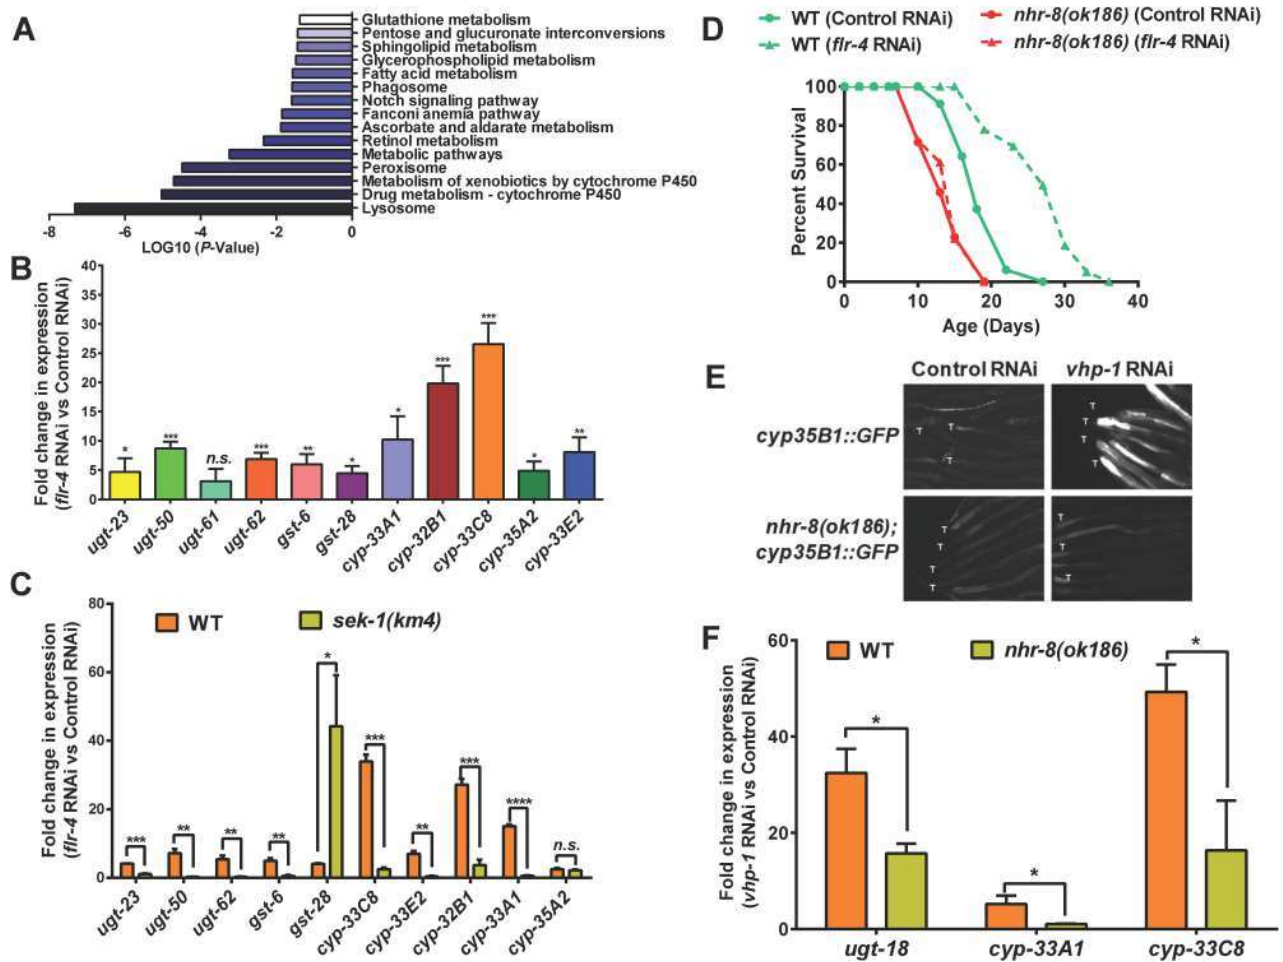 A
Glutathione metabolism
Pentose and glucuronate interconversions
Sphingolipid metabolism
Glycerophospholipid metabolism
Fatty acid metabolism
Phagosome
Notch signaling pathway
Fanconi anemia pathway
Ascorbate and aldarate metabolism
Retinol metabolism
Metabolic pathways
Peroxisome
Metabolism of xenobiotics by cytochrome P450
Drug metabolism - cytochrome P450
Lysosome
-8 -6 -4 -2 0
LOG10 (P-Value)
B
Fold change in expression
(flr-4 RNAi vs Control RNAi)
40
35
30
25
20
15
10
5
0
* *** n.s. *** ** * * *** *** * **
ugt-23 ugt-50 ugt-61 ugt-62 gst-6 gst-28 cyp-33A1 cyp-32B1 cyp-33C8 cyp-35A2 cyp-33E2
C
WT
sek-1(km4)
Fold change in expression
(flr-4 RNAi vs Control RNAi)
80
60
40
20
0
*** ** ** ** * *** ** *** **** n.s.
ugt-23 ugt-50 ugt-62 gst-6 gst-28 cyp-33C8 cyp-33E2 cyp-32B1 cyp-33A1 cyp-35A2
D
WT (Control RNAi)
nhr-8(ok186) (Control RNAi)
WT (flr-4 RNAi)
nhr-8(ok186) (flr-4 RNAi)
Percent Survival
100
80
60
40
20
0
0 10 20 30 40
Age (Days)
E
Control RNAi
vhp-1 RNAi
cyp35B1::GFP
T T T
T T T T
nhr-8(ok186);
cyp35B1::GFP
T T T T
T T T
F
WT
nhr-8(ok186)
Fold change in expression
(vhp-1 RNAi vs Control RNAi)
60
40
20
0
* * *
ugt-18 cyp-33A1 cyp-33C8